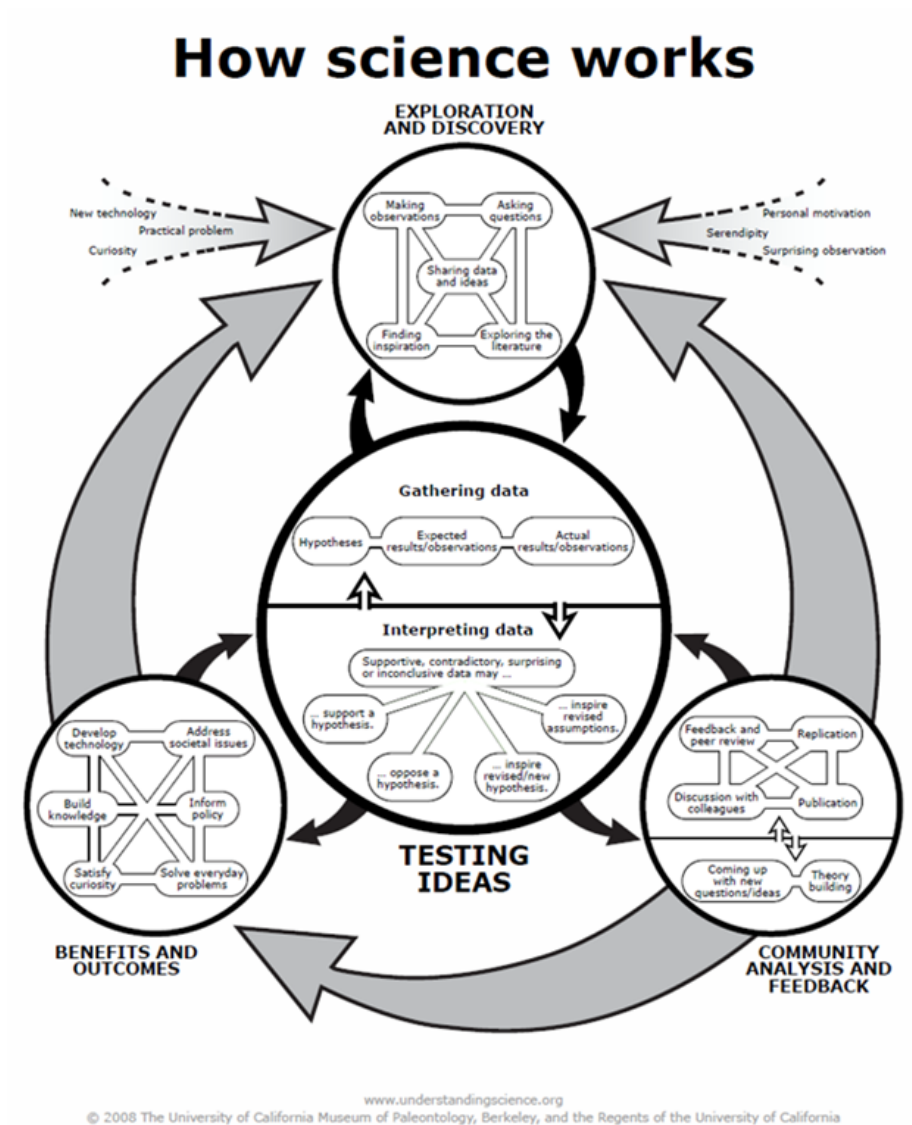 How science works
EXPLORATION
AND DISCOVERY
New technology
Practical problem
Curiosity
Personal motivation
Serendipity
Surprising observation
Making
observations
Asking
questions
Sharing data
and ideas
Finding
inspiration
Exploring the
literature
Gathering data
Hypotheses
Expected
results/observations
Actual
results/observations
Interpreting data
Supportive, contradictory, surprising
or inconclusive data may ...
... support a
hypothesis.
... oppose a
hypothesis.
... inspire
revised/new
hypothesis.
... inspire
revised
assumptions.
TESTING
IDEAS
Develop
technology
Address
societal issues
Build
knowledge
Inform
policy
Satisfy
curiosity
Solve everyday
problems
BENEFITS AND
OUTCOMES
Feedback and
peer review
Replication
Discussion with
colleagues
Publication
Coming up
with new
questions/ideas
Theory
building
COMMUNITY
ANALYSIS AND
FEEDBACK
www.understandingscience.org
© 2008 The University of California Museum of Paleontology, Berkeley, and the Regents of the University of California